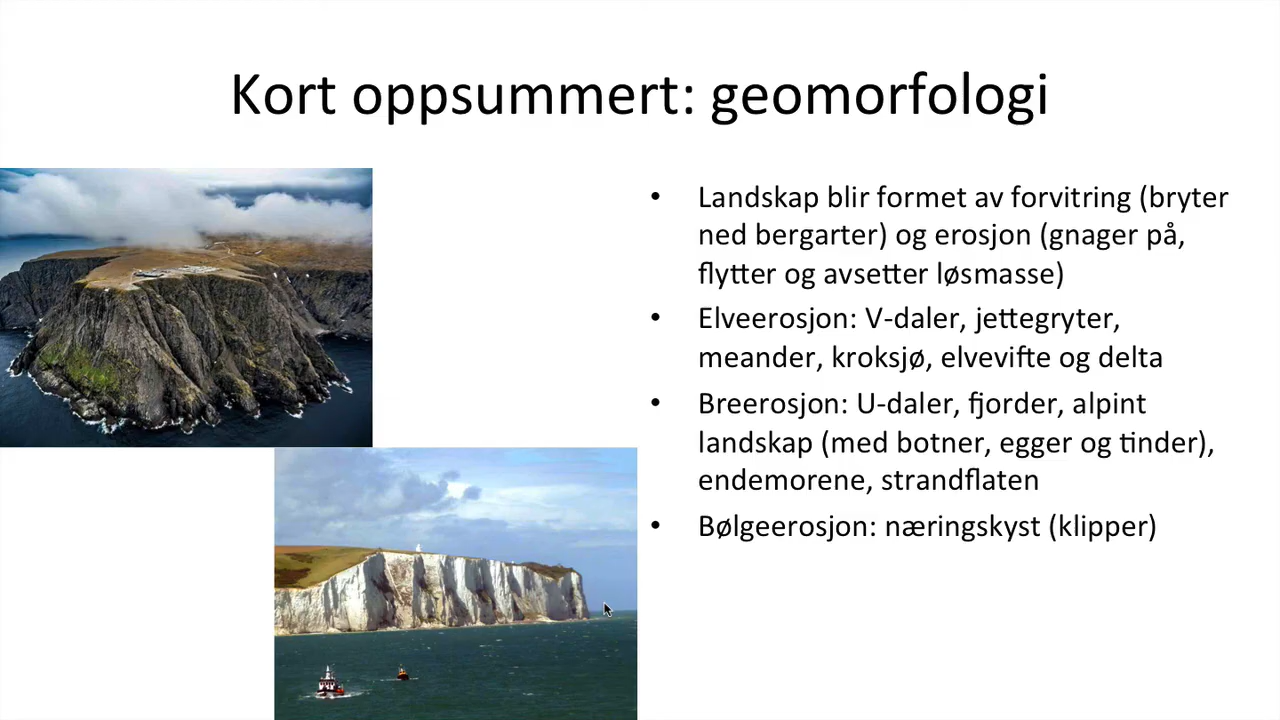 Kort oppsummert: geomorfologi
• Landskap blir formet av forvitring (bryter
ned bergarter) og erosjon (gnager på,
flytter og avsetter løsmasse)
• Elveerosjon: V-daler, jettegryter,
meander, kroksjø, elvevifte og delta
• Breerosjon: U-daler, fjorder, alpint
landskap (med botner, egger og tinder),
endemorene, strandflaten
• Bølgeerosjon: næringskyst (klipper)